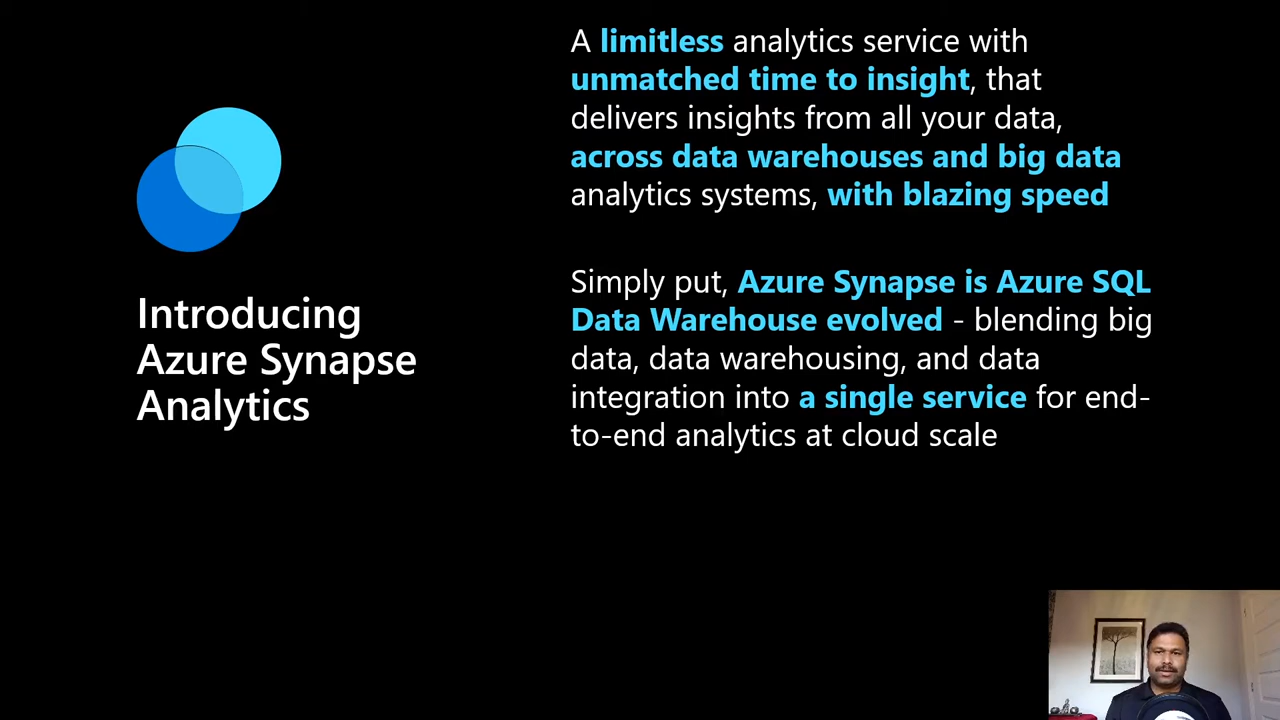 Introducing
Azure Synapse
Analytics
A limitless analytics service with
unmatched time to insight, that
delivers insights from all your data,
across data warehouses and big data
analytics systems, with blazing speed
Simply put, Azure Synapse is Azure SQL
Data Warehouse evolved - blending big
data, data warehousing, and data
integration into a single service for end-
to-end analytics at cloud scale